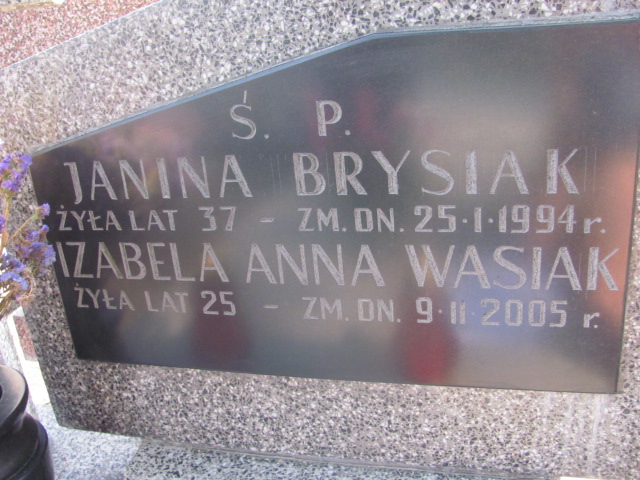 Ś. P.
JANINA BRYSIAK
ŻYŁA LAT 37 – ZM. DN. 25·I·1994 r.
IZABELA ANNA WASIAK
ŻYŁA LAT 25 – ZM. DN. 9·II·2005 r.